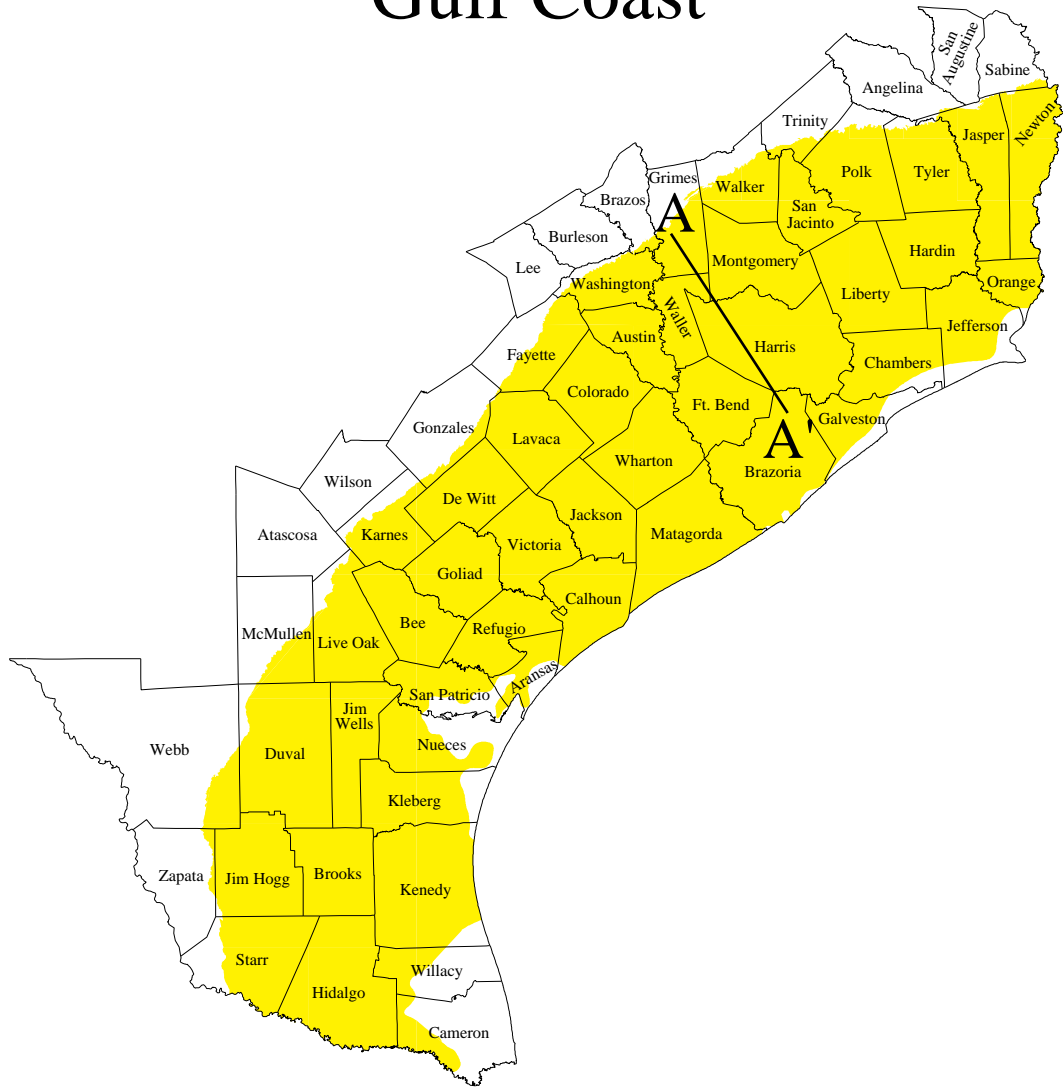 Gulf Coast
San
Augustine
Sabine
Angelina
Trinity
Newton
Jasper
Polk
Tyler
Grimes
Walker
Brazos
San
Jacinto
A
Burleson
Hardin
Montgomery
Lee
Washington
Orange
Liberty
Waller
Jefferson
Austin
Harris
Fayette
Chambers
Colorado
Ft. Bend
Galveston
Gonzales
Lavaca
A'
Wharton
Brazoria
Wilson
De Witt
Jackson
Atascosa
Karnes
Matagorda
Victoria
Goliad
Calhoun
Bee
Refugio
McMullen
Live Oak
Aransas
San Patricio
Jim
Wells
Nueces
Webb
Duval
Kleberg
Zapata
Jim Hogg
Brooks
Kenedy
Starr
Willacy
Hidalgo
Cameron